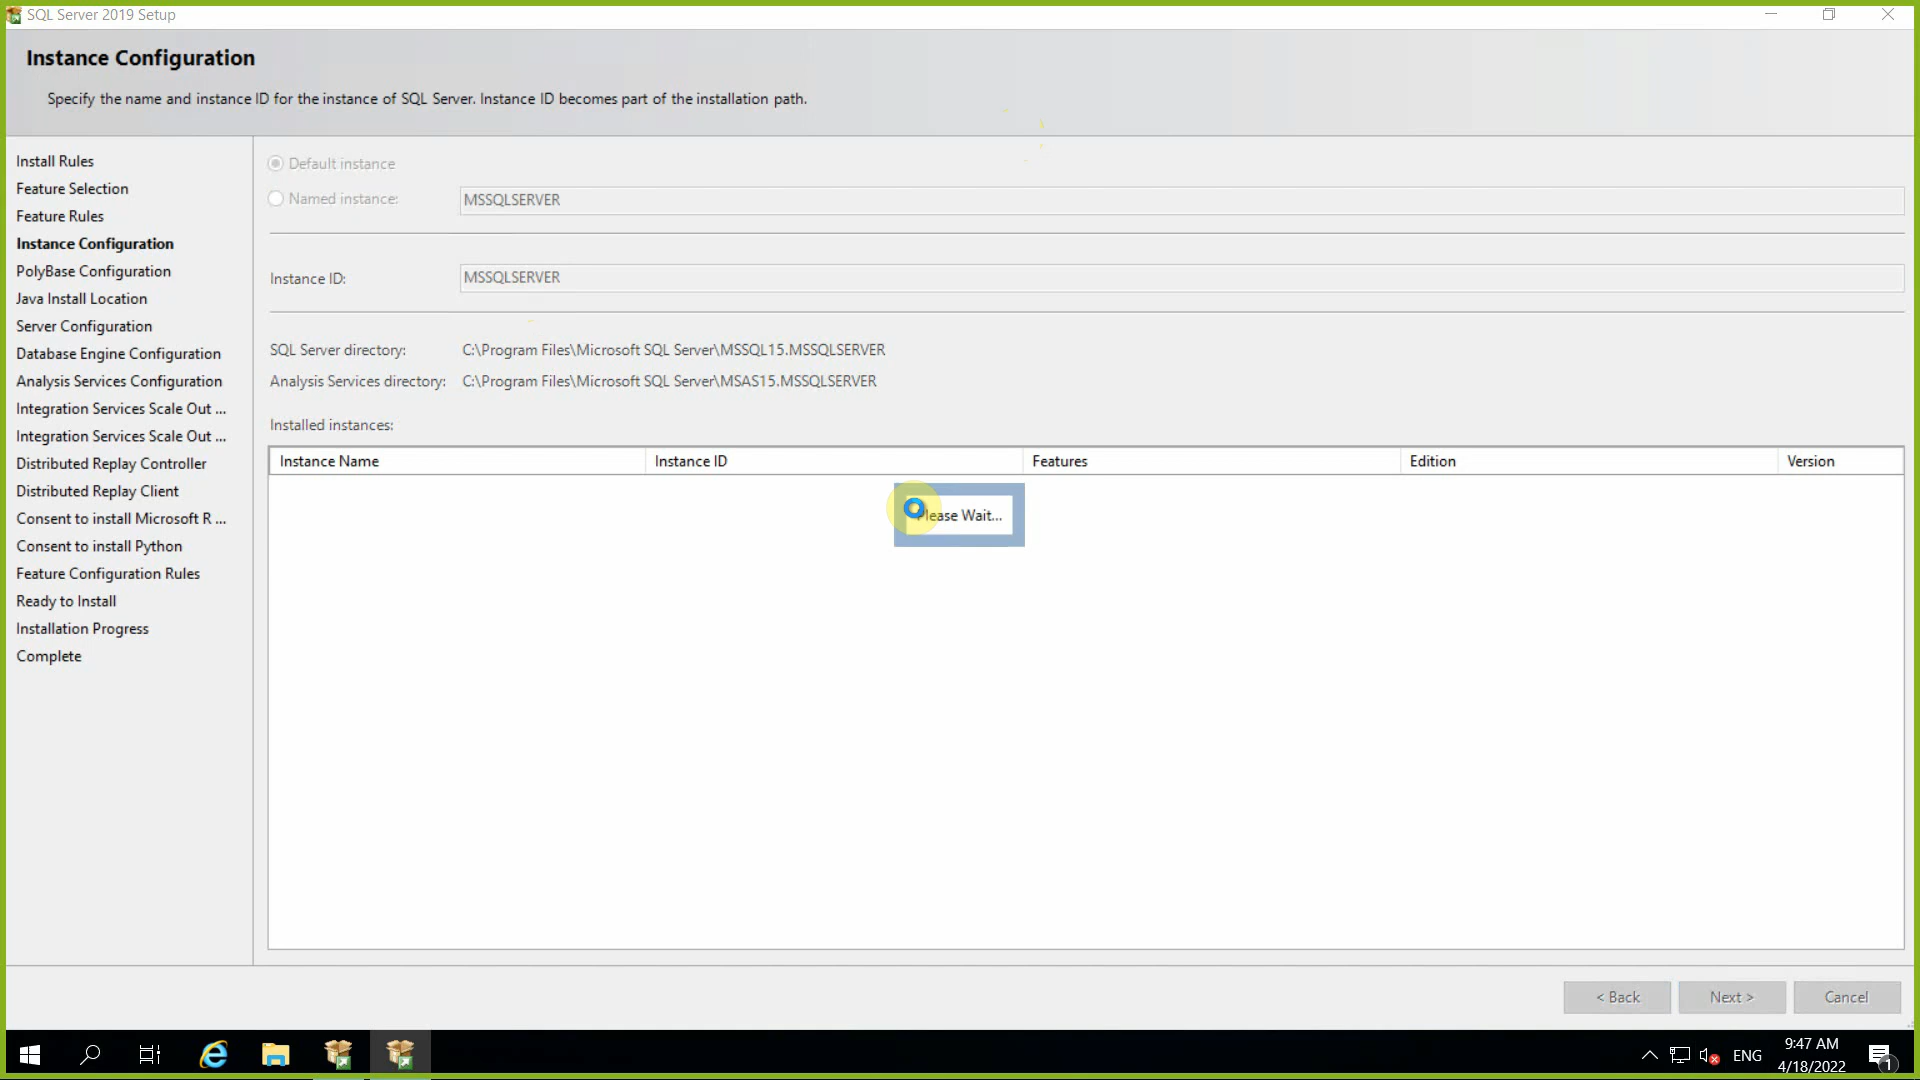 SQL Server 2019 Setup
Instance Configuration
Specify the name and instance ID for the instance of SQL Server. Instance ID becomes part of the installation path.
Install Rules
Feature Selection
Feature Rules
Instance Configuration
PolyBase Configuration
Java Install Location
Server Configuration
Database Engine Configuration
Analysis Services Configuration
Integration Services Scale Out ...
Integration Services Scale Out ...
Distributed Replay Controller
Distributed Replay Client
Consent to install Microsoft R ...
Consent to install Python
Feature Configuration Rules
Ready to Install
Installation Progress
Complete
Default instance
Named instance: MSSQLSERVER
Instance ID: MSSQLSERVER
SQL Server directory: C:\Program Files\Microsoft SQL Server\MSSQL15.MSSQLSERVER
Analysis Services directory: C:\Program Files\Microsoft SQL Server\MSAS15.MSSQLSERVER
Installed instances:
Instance Name Instance ID Features Edition Version
Please Wait...
< Back Next > Cancel
ENG
9:47 AM
4/18/2022
1